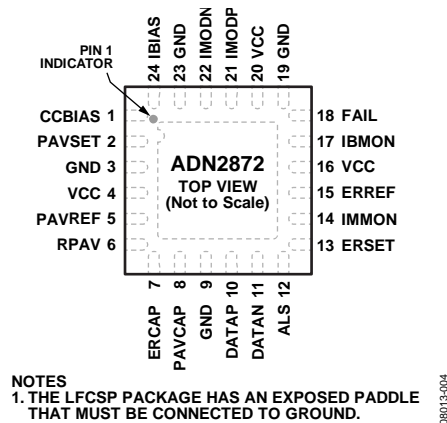 24 IBIAS
23 GND
22 IMODN
21 IMODP
20 VCC
19 GND
PIN 1
INDICATOR
CCBIAS 1
PAVSET 2
GND 3
VCC 4
PAVREF 5
RPAV 6
ADN2872
TOP VIEW
(Not to Scale)
18 FAIL
17 IBMON
16 VCC
15 ERREF
14 IMMON
13 ERSET
ERCAP 7
PAVCAP 8
GND 9
DATAP 10
DATAN 11
ALS 12
NOTES
1. THE LFCSP PACKAGE HAS AN EXPOSED PADDLE
THAT MUST BE CONNECTED TO GROUND.
08013-004